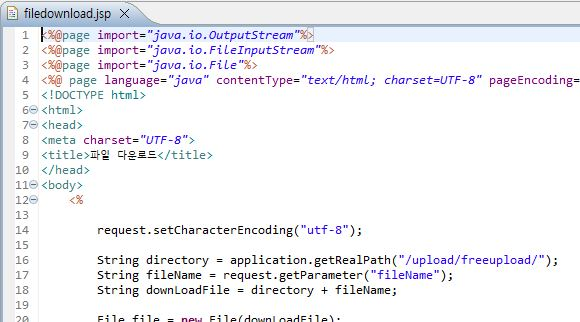 filedownload.jsp
1 <%@page import="java.io.OutputStream"%>
2 <%@page import="java.io.FileInputStream"%>
3 <%@page import="java.io.File"%>
4 <%@ page language="java" contentType="text/html; charset=UTF-8" pageEncoding=
5 <!DOCTYPE html>
6 <html>
7 <head>
8 <meta charset="UTF-8">
9 <title>파일 다운로드</title>
10 </head>
11 <body>
12 <%
13
14 request.setCharacterEncoding("utf-8");
15
16 String directory = application.getRealPath("/upload/freeupload/");
17 String fileName = request.getParameter("fileName");
18 String downLoadFile = directory + fileName;
19
20 File file = new File(downLoadFile);